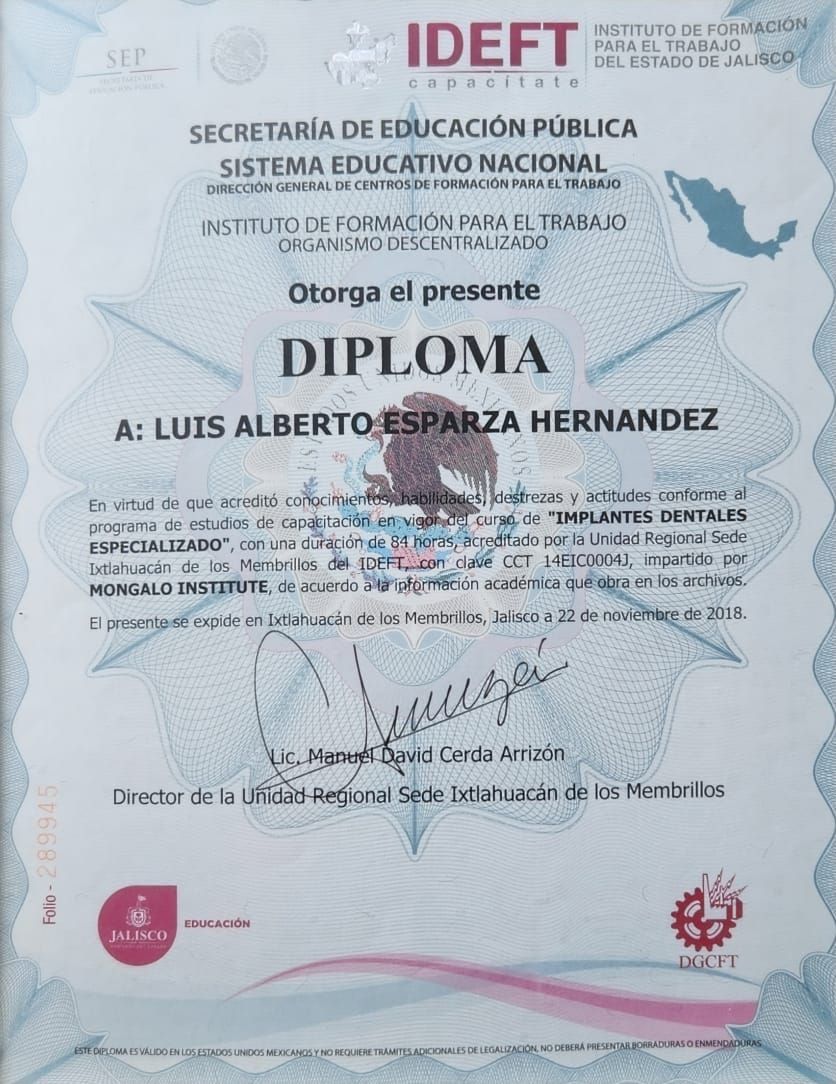 SEP
SECRETARÍA DE
EDUCACIÓN PÚBLICA
IDEFT
capacítate
INSTITUTO DE FORMACIÓN
PARA EL TRABAJO
DEL ESTADO DE JALISCO
SECRETARÍA DE EDUCACIÓN PÚBLICA
SISTEMA EDUCATIVO NACIONAL
DIRECCIÓN GENERAL DE CENTROS DE FORMACIÓN PARA EL TRABAJO
INSTITUTO DE FORMACIÓN PARA EL TRABAJO
ORGANISMO DESCENTRALIZADO
Otorga el presente
DIPLOMA
ESTADOS UNIDOS MEXICANOS
A: LUIS ALBERTO ESPARZA HERNANDEZ
En virtud de que acreditó conocimientos, habilidades, destrezas y actitudes conforme al
programa de estudios de capacitación en vigor del curso de "IMPLANTES DENTALES
ESPECIALIZADO", con una duración de 84 horas, acreditado por la Unidad Regional Sede
Ixtlahuacán de los Membrillos del IDEFT, con clave CCT 14EIC0004J, impartido por
MONGALO INSTITUTE, de acuerdo a la información académica que obra en los archivos.
El presente se expide en Ixtlahuacán de los Membrillos, Jalisco a 22 de noviembre de 2018.
Lic. Manuel David Cerda Arrizón
Director de la Unidad Regional Sede Ixtlahuacán de los Membrillos
Folio - 289945
JALISCO
EDUCACIÓN
DGCFT
ESTE DIPLOMA ES VÁLIDO EN LOS ESTADOS UNIDOS MEXICANOS Y NO REQUIERE TRÁMITES ADICIONALES DE LEGALIZACIÓN, NO DEBERÁ PRESENTAR BORRADURAS O ENMENDADURAS